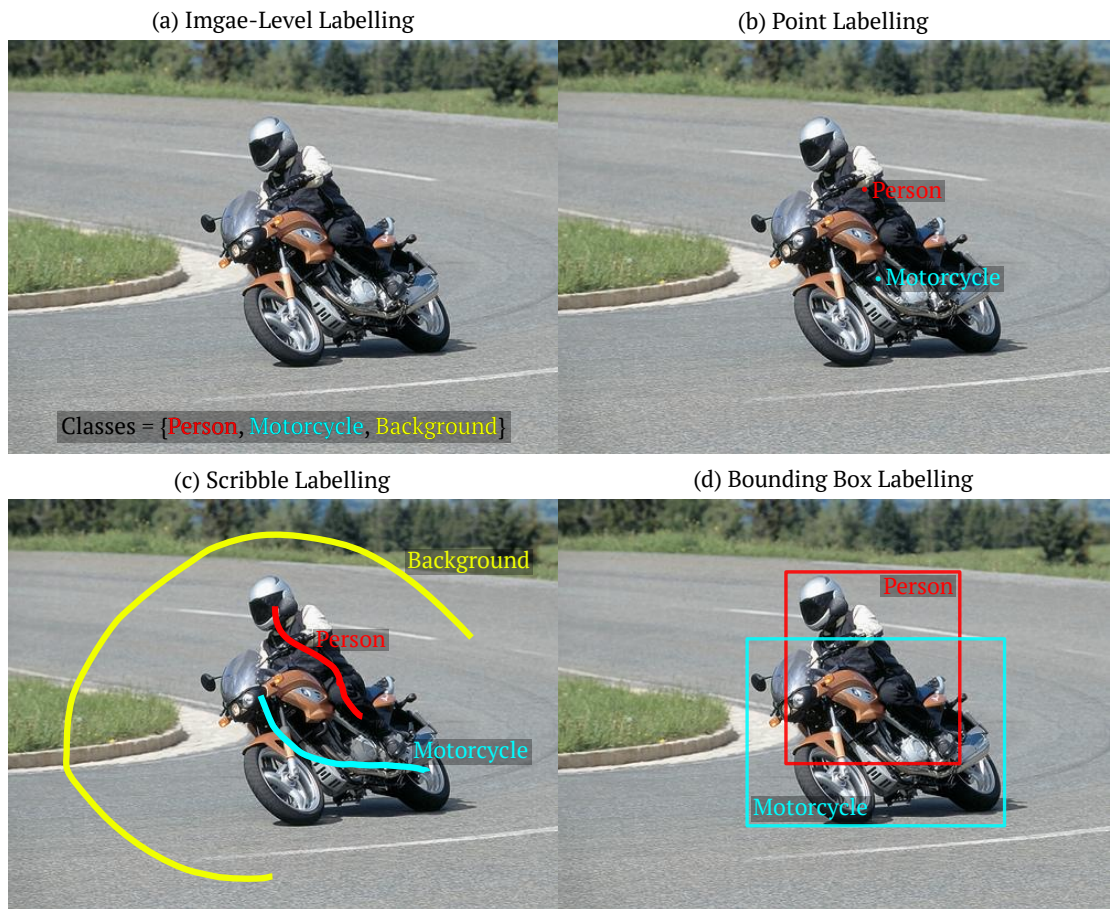 (a) Imgae-Level Labelling
(b) Point Labelling
Person
Motorcycle
Classes = {Person, Motorcycle, Background}
(c) Scribble Labelling
(d) Bounding Box Labelling
Background
Person
Person
Motorcycle
Motorcycle